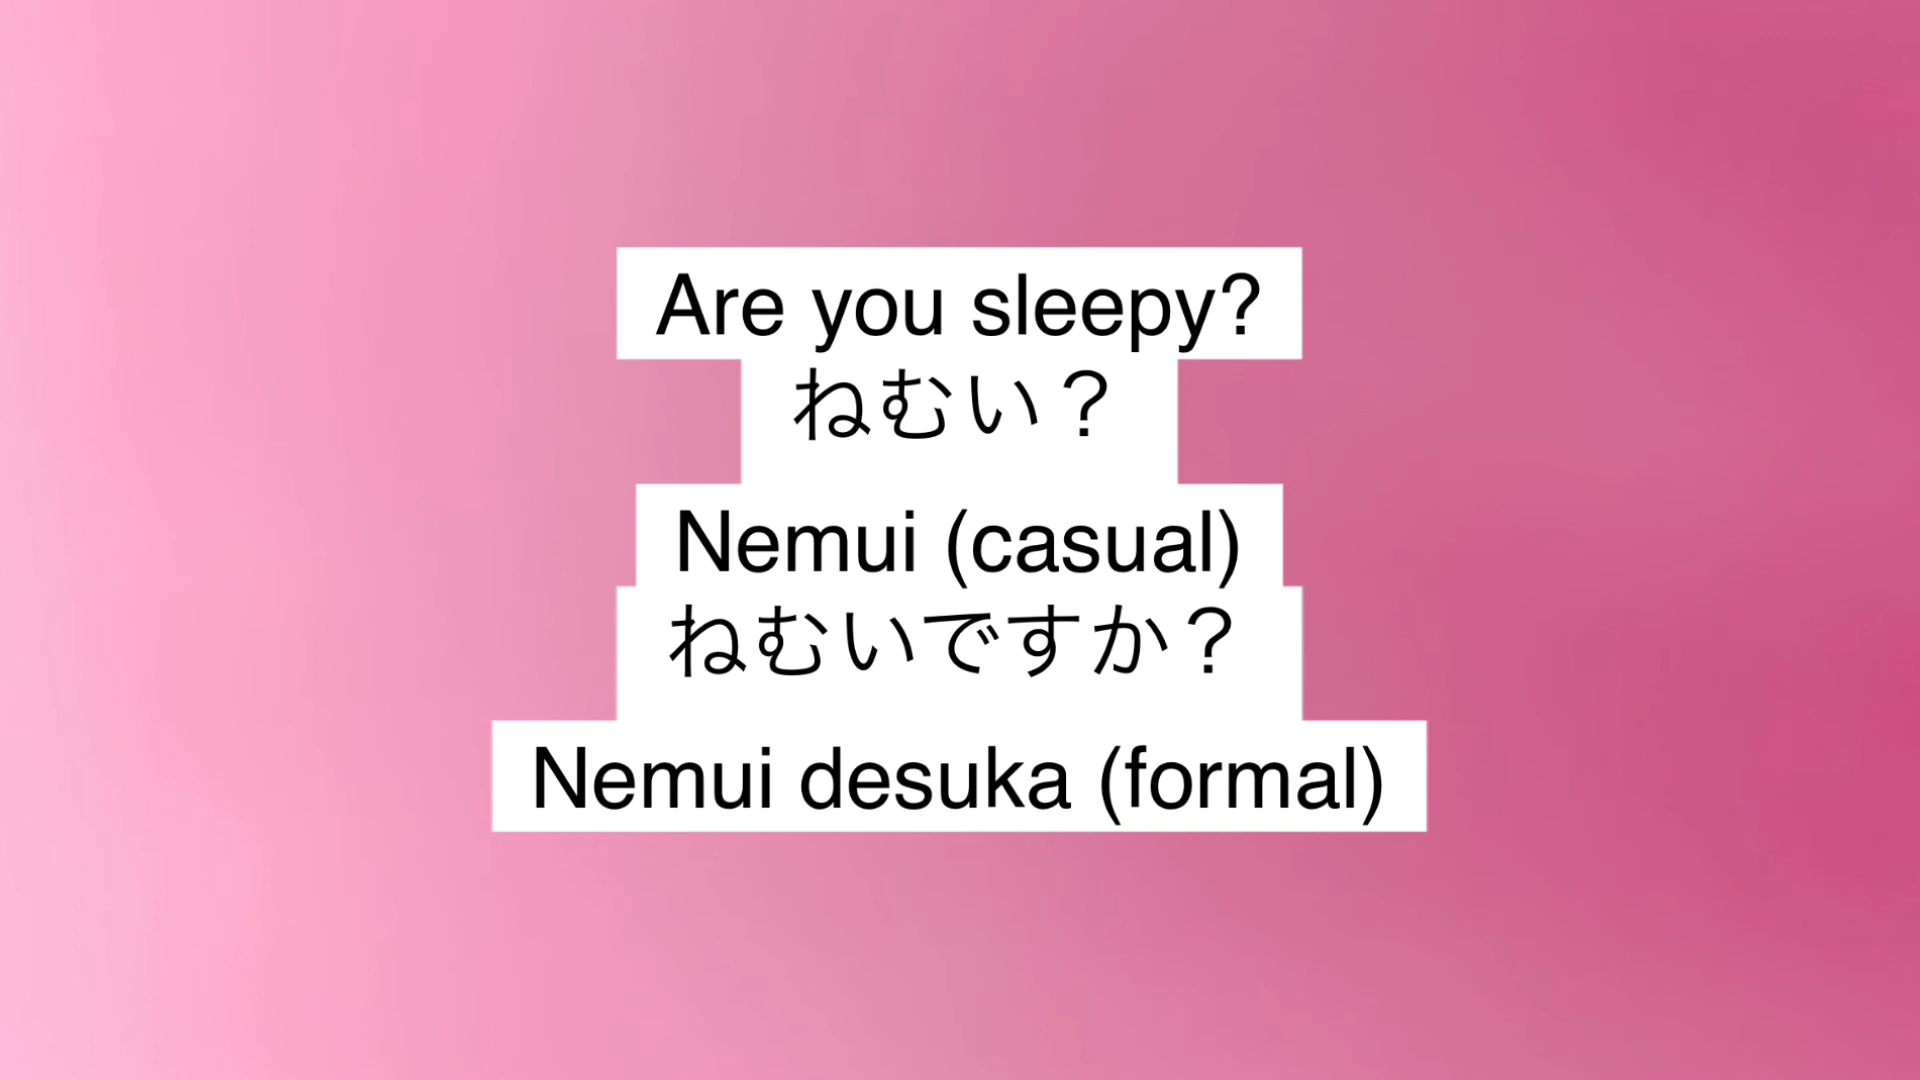 Are you sleepy?
ねむい？
Nemui (casual)
ねむいですか？
Nemui desuka (formal)